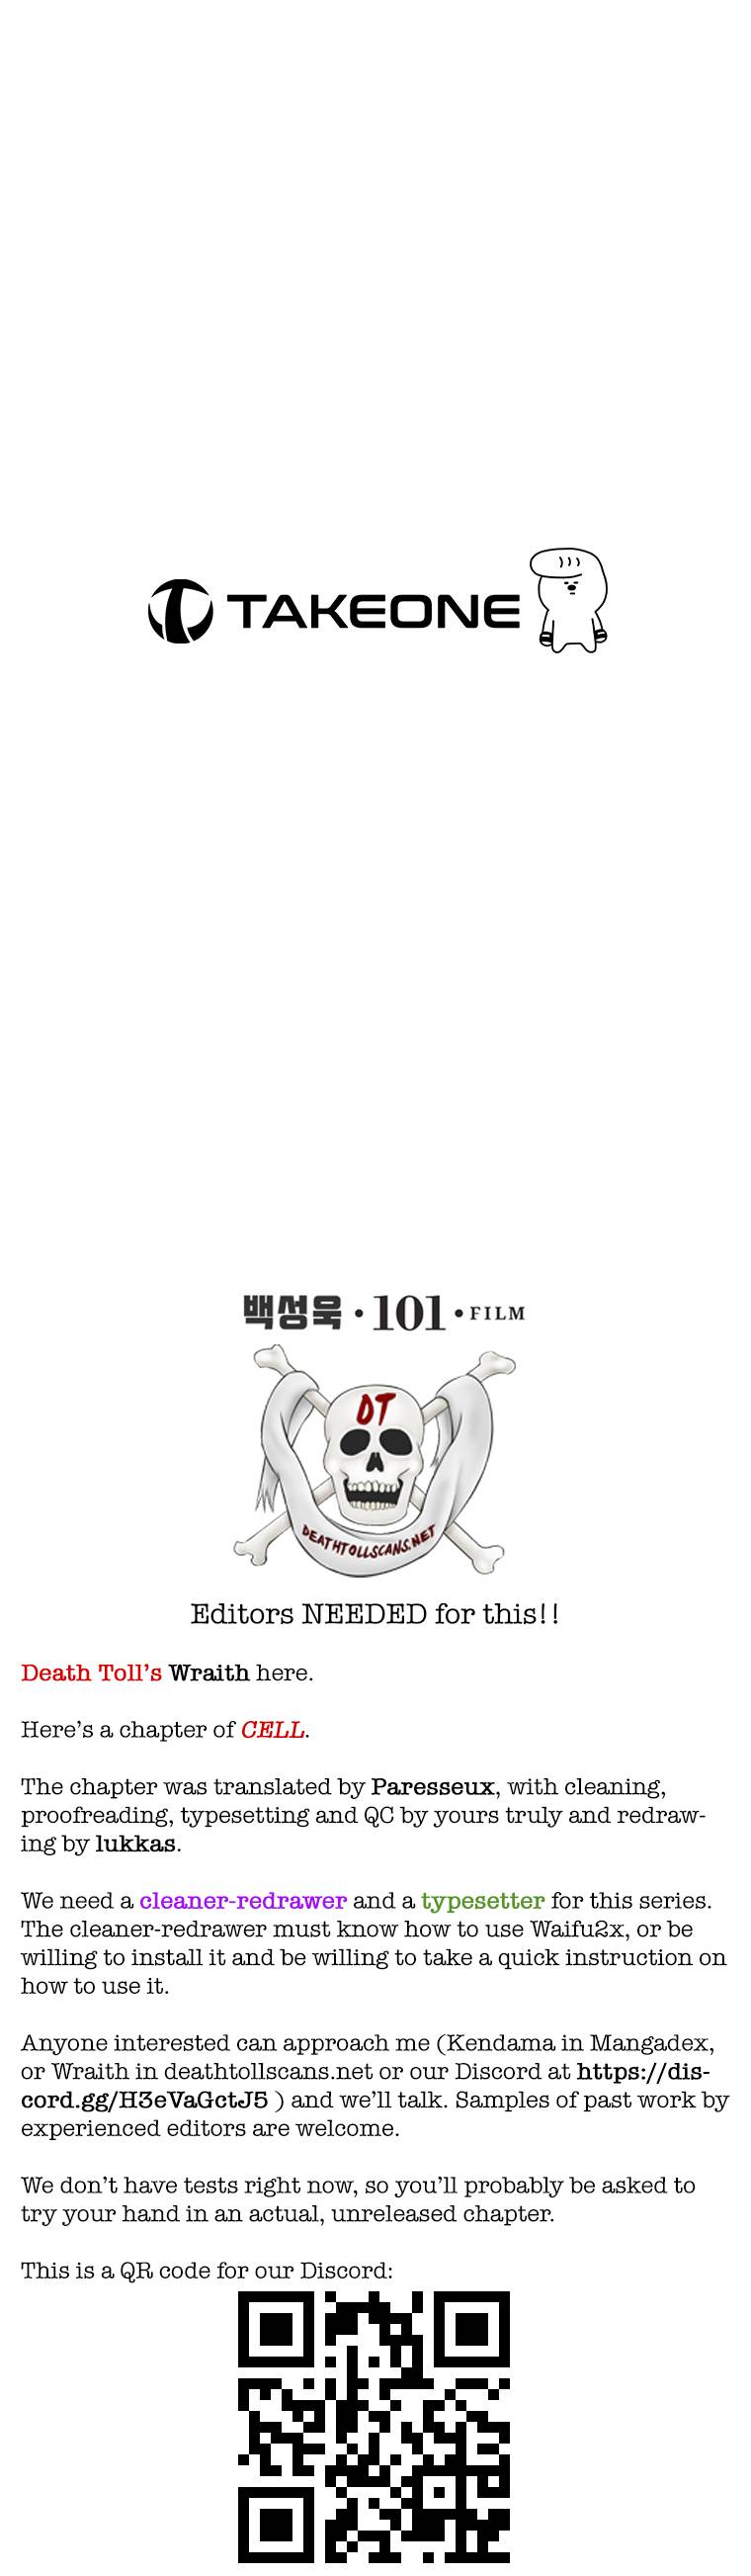 TAKEONE
백성욱 · 101 · FILM
DT
DEATHTOLLSCANS.NET
Editors NEEDED for this!!
Death Toll’s Wraith here.
Here’s a chapter of CELL.
The chapter was translated by Paresseux, with cleaning,
proofreading, typesetting and QC by yours truly and redraw-
ing by lukkas.
We need a cleaner-redrawer and a typesetter for this series.
The cleaner-redrawer must know how to use Waifu2x, or be
willing to install it and be willing to take a quick instruction on
how to use it.
Anyone interested can approach me (Kendama in Mangadex,
or Wraith in deathtollscans.net or our Discord at https://dis-
cord.gg/H3eVaGctJ5 ) and we’ll talk. Samples of past work by
experienced editors are welcome.
We don’t have tests right now, so you’ll probably be asked to
try your hand in an actual, unreleased chapter.
This is a QR code for our Discord: